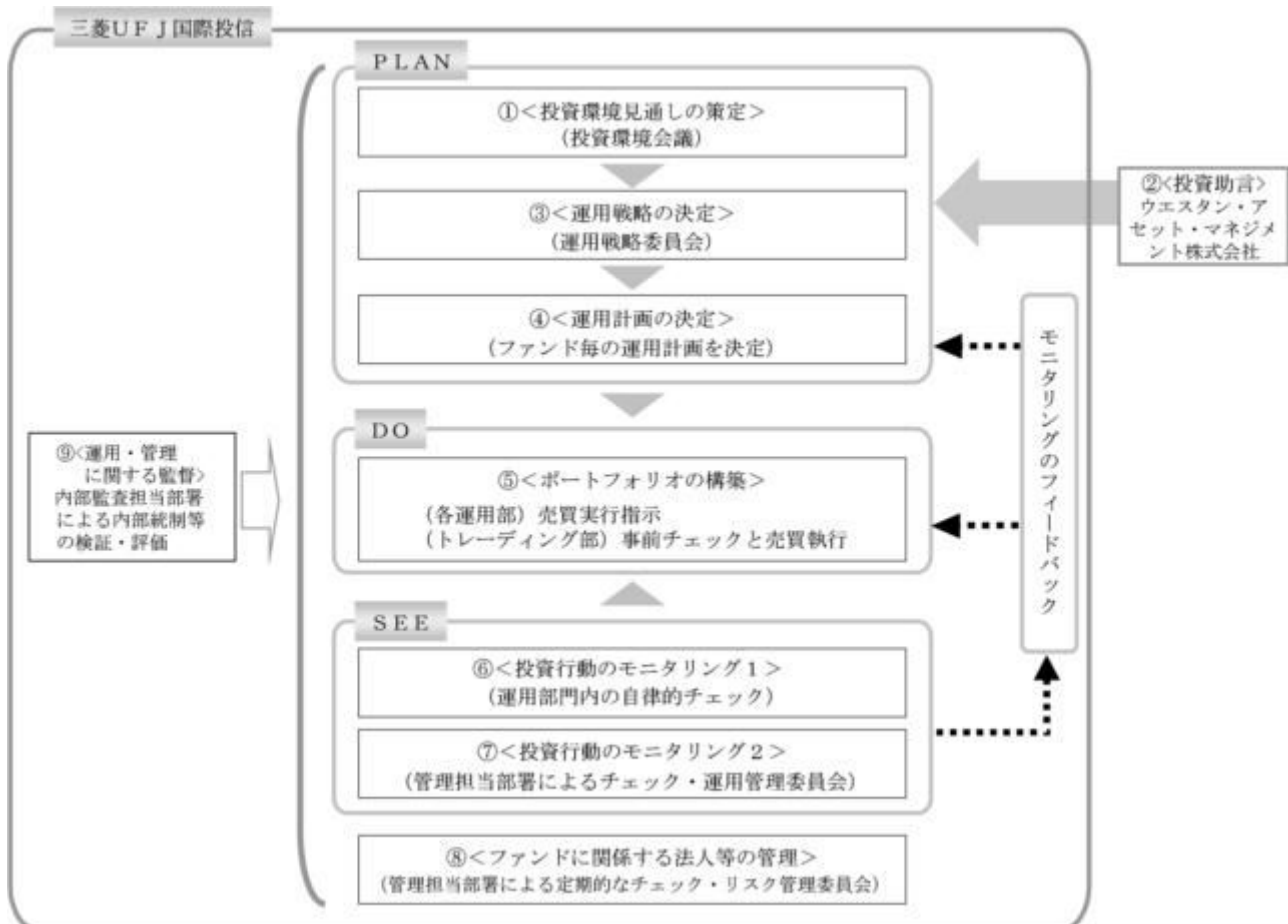 三菱UFJ国際投信
PLAN
①<投資環境見通しの策定>
(投資環境会議)
②<投資助言>
ウエスタン・ア
セット・マネジメ
ント株式会社
③<運用戦略の決定>
(運用戦略委員会)
④<運用計画の決定>
(ファンド毎の運用計画を決定)
モニタリングのフィードバック
DO
⑤<ポートフォリオの構築>
(各運用部)売買実行指示
(トレーディング部)事前チェックと売買執行
⑨<運用・管理
に関する監督>
内部監査担当部署
による内部統制等
の検証・評価
SEE
⑥<投資行動のモニタリング1>
(運用部門内の自律的チェック)
⑦<投資行動のモニタリング2>
(管理担当部署によるチェック・運用管理委員会)
⑧<ファンドに関係する法人等の管理>
(管理担当部署による定期的なチェック・リスク管理委員会)